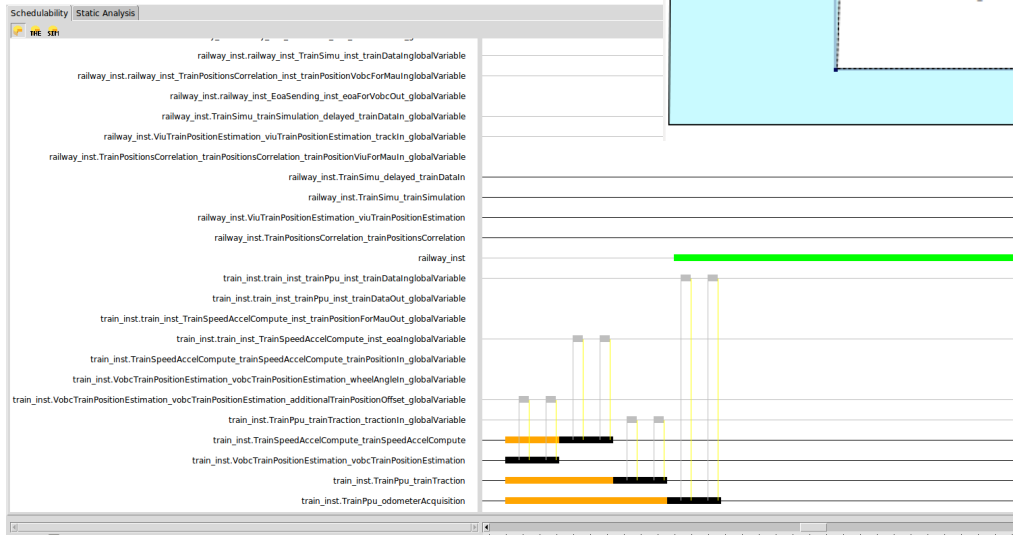 Schedulability Static Analysis
THE SIM
railway_inst.railway_inst_TrainSimu_inst_trainDataInglobalVariable
railway_inst.railway_inst_TrainPositionsCorrelation_inst_trainPositionVobcForMauInglobalVariable
railway_inst.railway_inst_EoaSending_inst_eoaForVobcOut_globalVariable
railway_inst.TrainSimu_trainSimulation_delayed_trainDataIn_globalVariable
railway_inst.ViuTrainPositionEstimation_viuTrainPositionEstimation_trackIn_globalVariable
railway_inst.TrainPositionsCorrelation_trainPositionsCorrelation_trainPositionViuForMauIn_globalVariable
railway_inst.TrainSimu_delayed_trainDataIn
railway_inst.TrainSimu_trainSimulation
railway_inst.ViuTrainPositionEstimation_viuTrainPositionEstimation
railway_inst.TrainPositionsCorrelation_trainPositionsCorrelation
railway_inst
train_inst.train_inst_trainPpu_inst_trainDataInglobalVariable
train_inst.train_inst_trainPpu_inst_trainDataOut_globalVariable
train_inst.train_inst_TrainSpeedAccelCompute_inst_trainPositionForMauOut_globalVariable
train_inst.train_inst_TrainSpeedAccelCompute_inst_eoaInglobalVariable
train_inst.TrainSpeedAccelCompute_trainSpeedAccelCompute_trainPositionIn_globalVariable
train_inst.VobcTrainPositionEstimation_vobcTrainPositionEstimation_wheelAngleIn_globalVariable
train_inst.VobcTrainPositionEstimation_vobcTrainPositionEstimation_additionalTrainPositionOffset_globalVariable
train_inst.TrainPpu_trainTraction_tractionIn_globalVariable
train_inst.TrainSpeedAccelCompute_trainSpeedAccelCompute
train_inst.VobcTrainPositionEstimation_vobcTrainPositionEstimation
train_inst.TrainPpu_trainTraction
train_inst.TrainPpu_odometerAcquisition